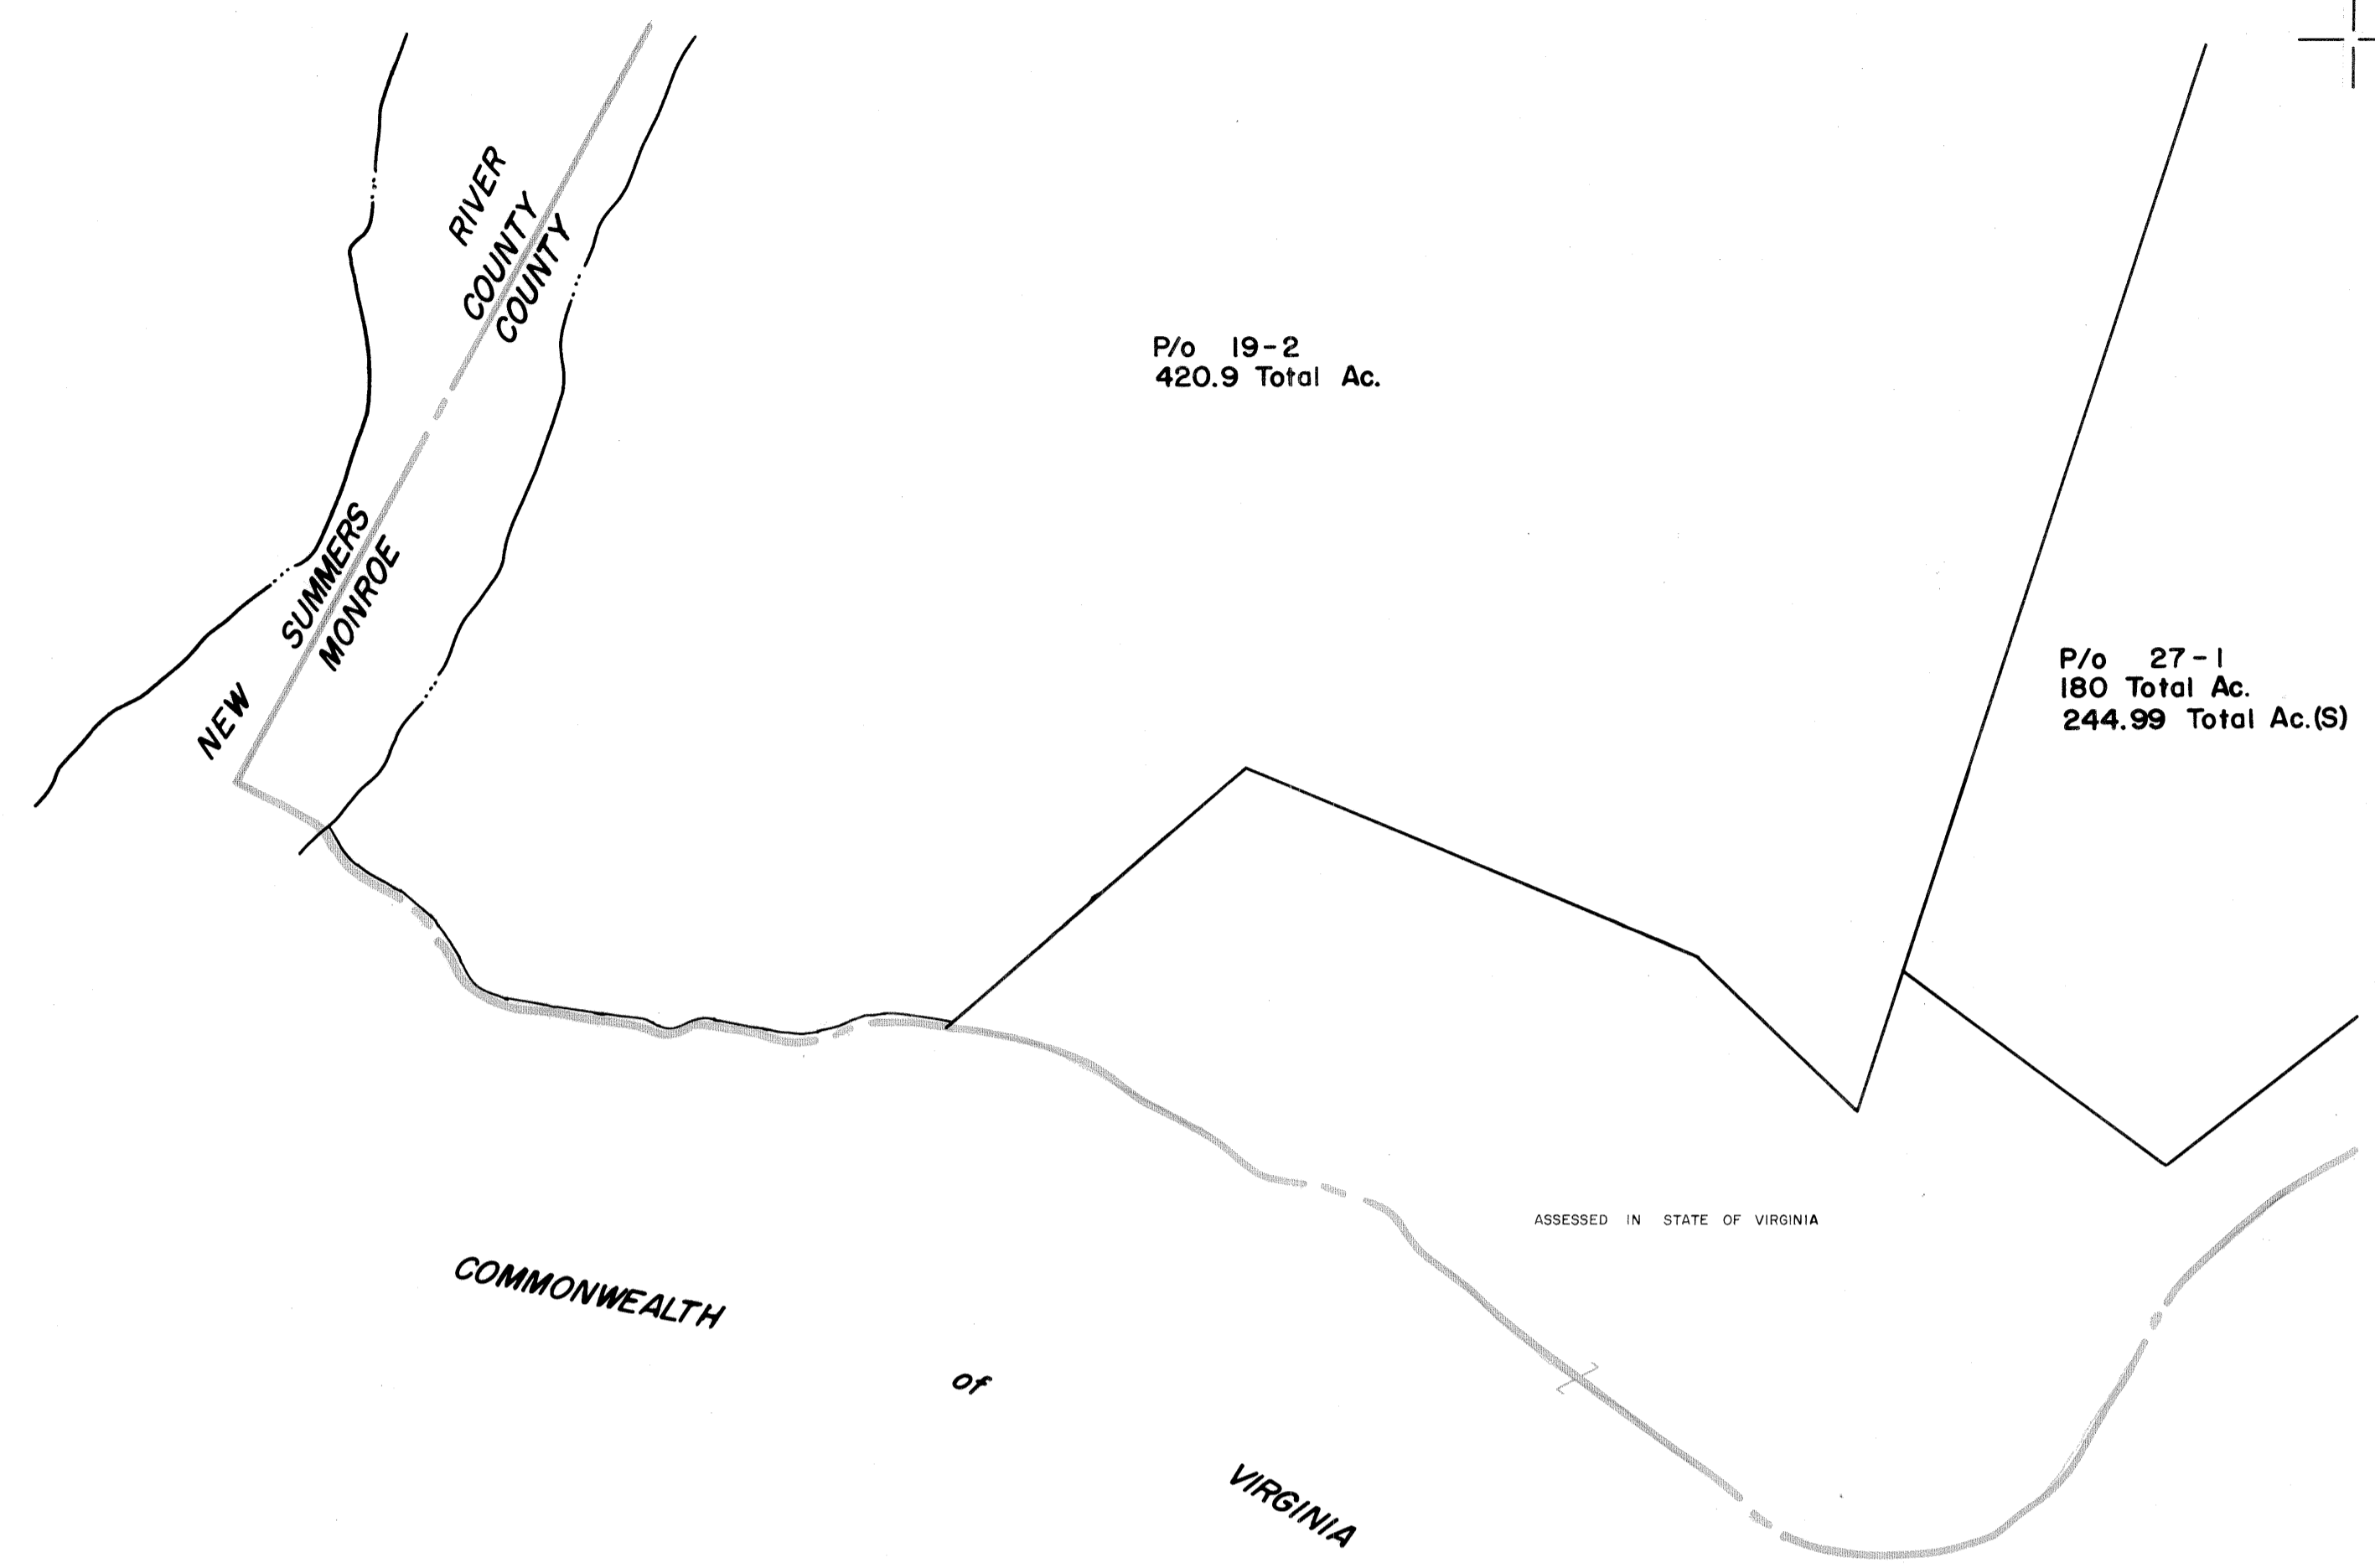 NEW RIVER
SUMMERS COUNTY
MONROE COUNTY
P/o 19-2
420.9 Total Ac.
P/o 27-1
180 Total Ac.
244.99 Total Ac.(S)
ASSESSED IN STATE OF VIRGINIA
COMMONWEALTH
of
VIRGINIA